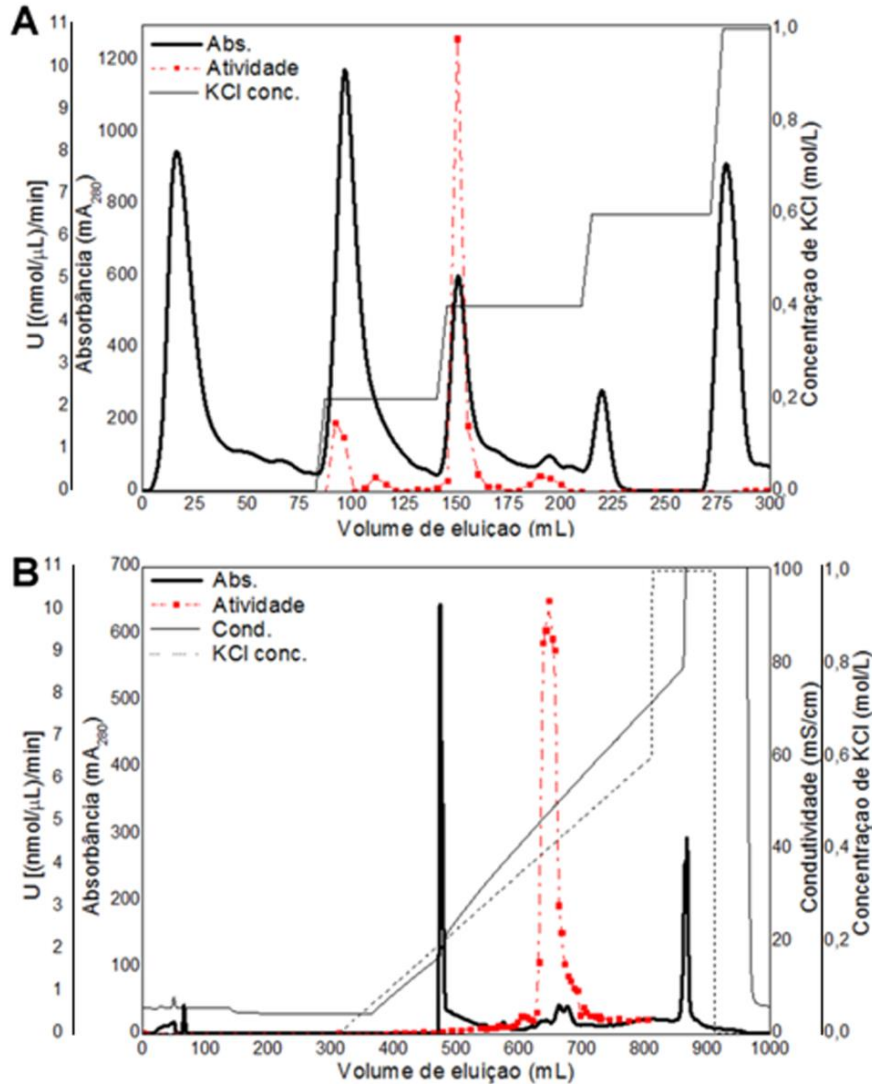 A
Abs.
Atividade
KCl conc.
U [(nmol/µL)/min]
11
10
9
8
7
6
5
4
3
2
1
0
Absorbância (mA280)
1200
1000
800
600
400
200
0
Concentraçao de KCl (mol/L)
1,0
0,8
0,6
0,4
0,2
0,0
0 25 50 75 100 125 150 175 200 225 250 275 300
Volume de eluiçao (mL)
B
Abs.
Atividade
Cond.
KCl conc.
U [(nmol/µL)/min]
11
10
9
8
7
6
5
4
3
2
1
0
Absorbância (mA280)
700
600
500
400
300
200
100
0
Condutividade (mS/cm)
100
80
60
40
20
0
Concentraçao de KCl (mol/L)
1,0
0,8
0,6
0,4
0,2
0,0
0 100 200 300 400 500 600 700 800 900 1000
Volume de eluiçao (mL)